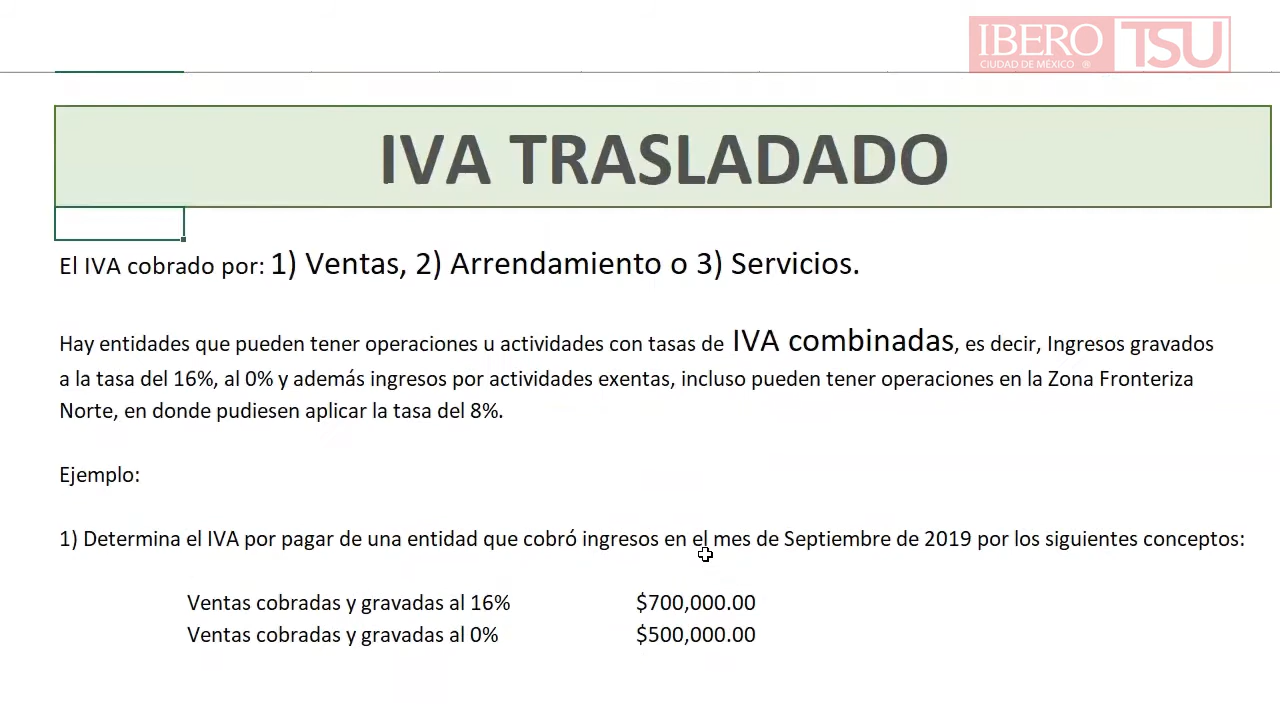 IBERO TSU
CIUDAD DE MÉXICO ®
IVA TRASLADADO
El IVA cobrado por: 1) Ventas, 2) Arrendamiento o 3) Servicios.
Hay entidades que pueden tener operaciones u actividades con tasas de IVA combinadas, es decir, Ingresos gravados
a la tasa del 16%, al 0% y además ingresos por actividades exentas, incluso pueden tener operaciones en la Zona Fronteriza
Norte, en donde pudiesen aplicar la tasa del 8%.
Ejemplo:
1) Determina el IVA por pagar de una entidad que cobró ingresos en el mes de Septiembre de 2019 por los siguientes conceptos:
Ventas cobradas y gravadas al 16% $700,000.00
Ventas cobradas y gravadas al 0% $500,000.00